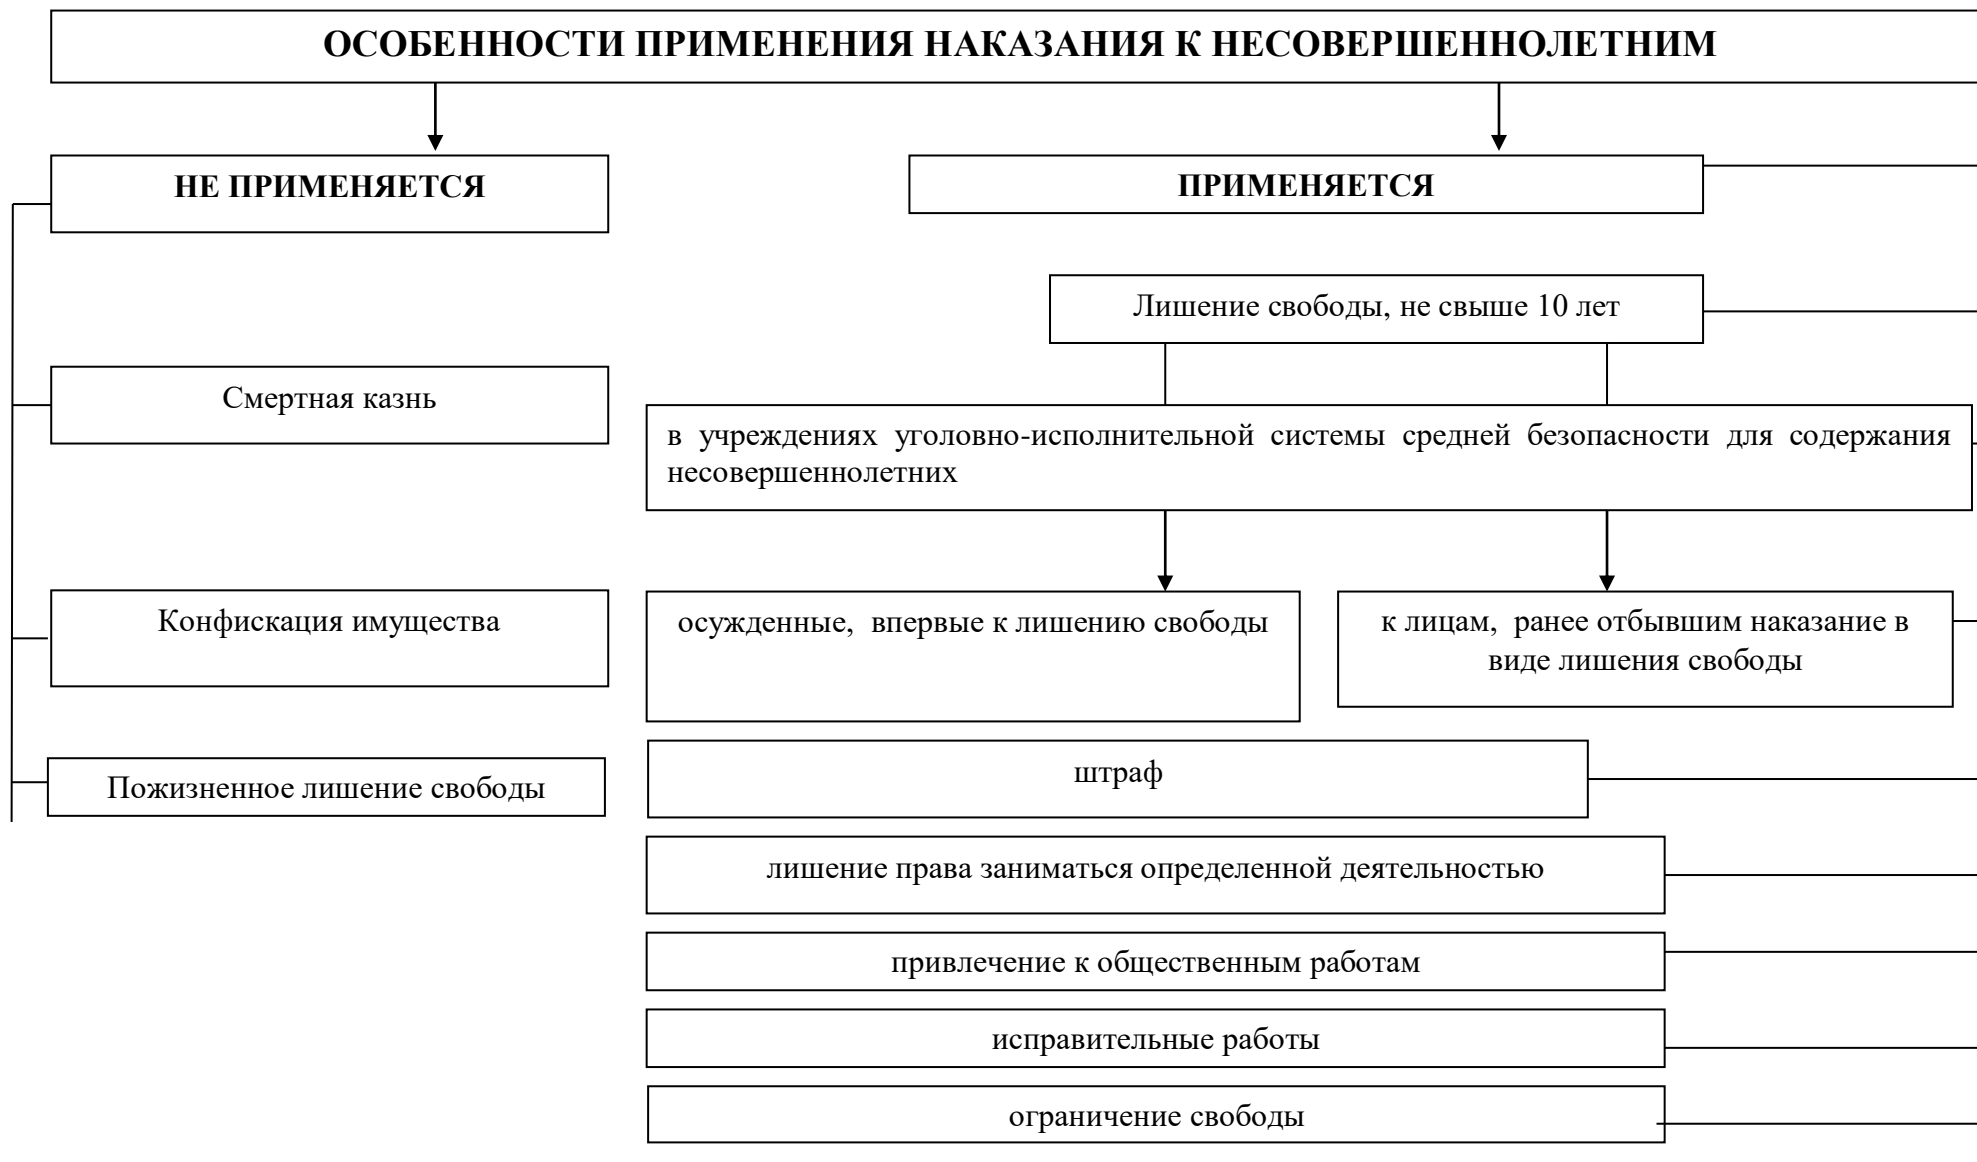 ОСОБЕННОСТИ ПРИМЕНЕНИЯ НАКАЗАНИЯ К НЕСОВЕРШЕННОЛЕТНИМ
НЕ ПРИМЕНЯЕТСЯ
ПРИМЕНЯЕТСЯ
Лишение свободы, не свыше 10 лет
Смертная казнь
в учреждениях уголовно-исполнительной системы средней безопасности для содержания
несовершеннолетних
Конфискация имущества
осужденные, впервые к лишению свободы
к лицам, ранее отбывшим наказание в
виде лишения свободы
Пожизненное лишение свободы
штраф
лишение права заниматься определенной деятельностью
привлечение к общественным работам
исправительные работы
ограничение свободы